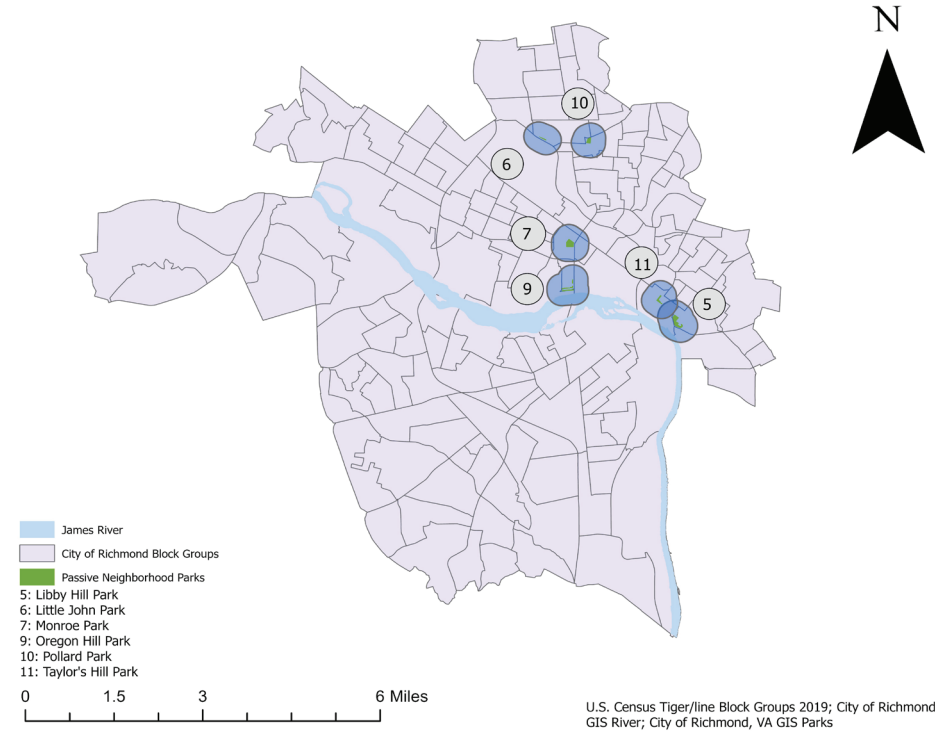 N
10
6
7
11
9
5
James River
City of Richmond Block Groups
Passive Neighborhood Parks
5: Libby Hill Park
6: Little John Park
7: Monroe Park
9: Oregon Hill Park
10: Pollard Park
11: Taylor's Hill Park
0 1.5 3 6 Miles
U.S. Census Tiger/line Block Groups 2019; City of Richmond
GIS River; City of Richmond, VA GIS Parks